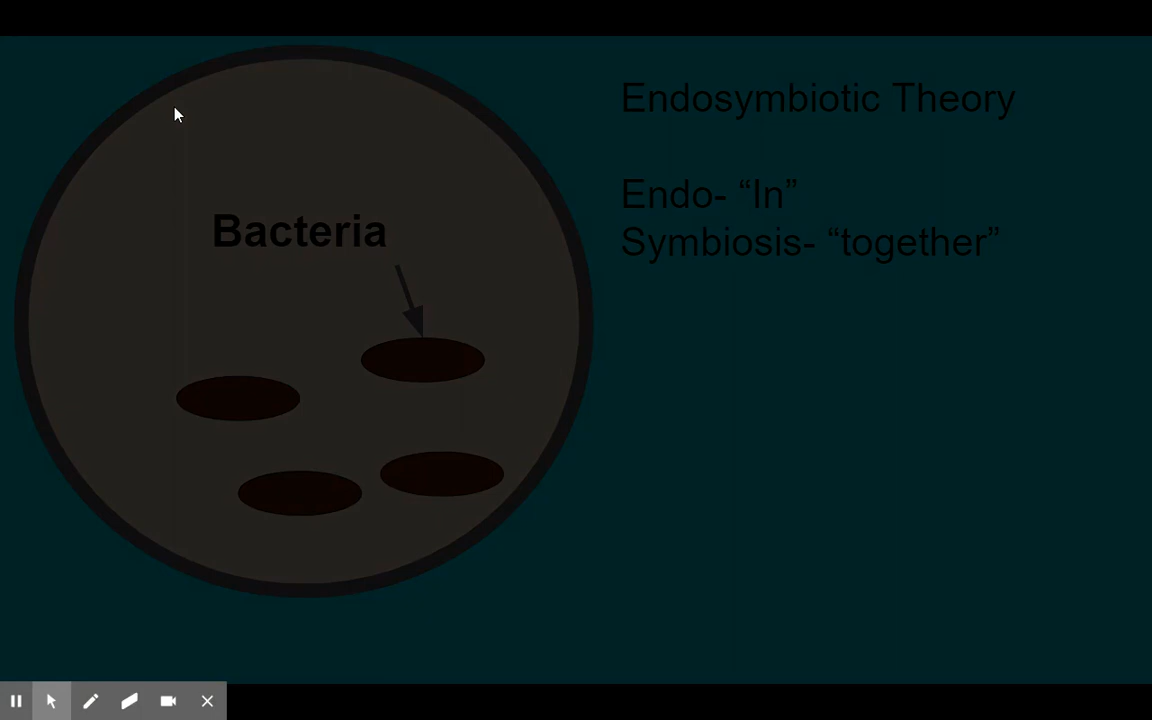 Endosymbiotic Theory
Endo- “In”
Symbiosis- “together”
Bacteria